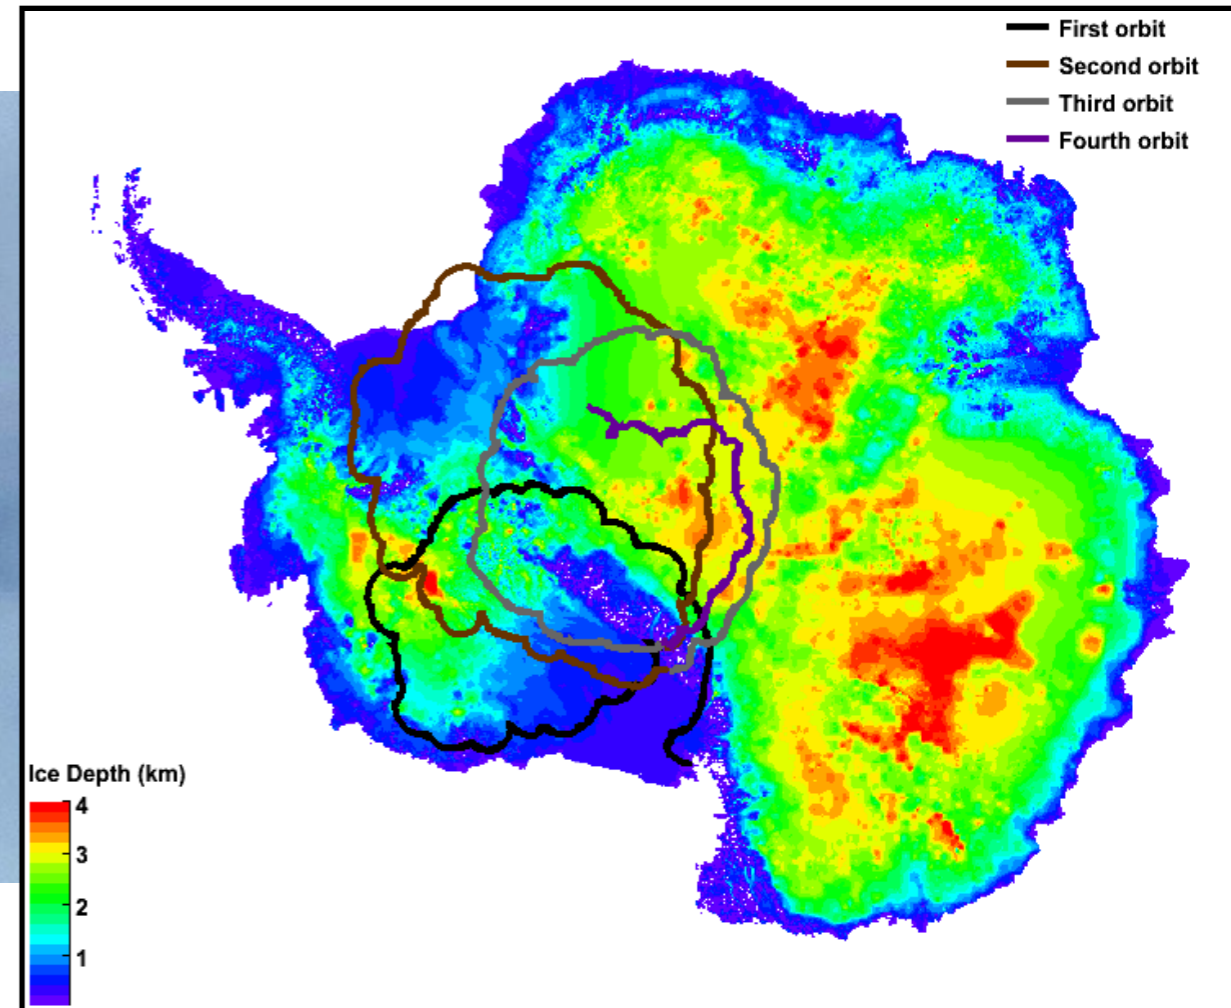 First orbit
Second orbit
Third orbit
Fourth orbit
Ice Depth (km)
4
3
2
1